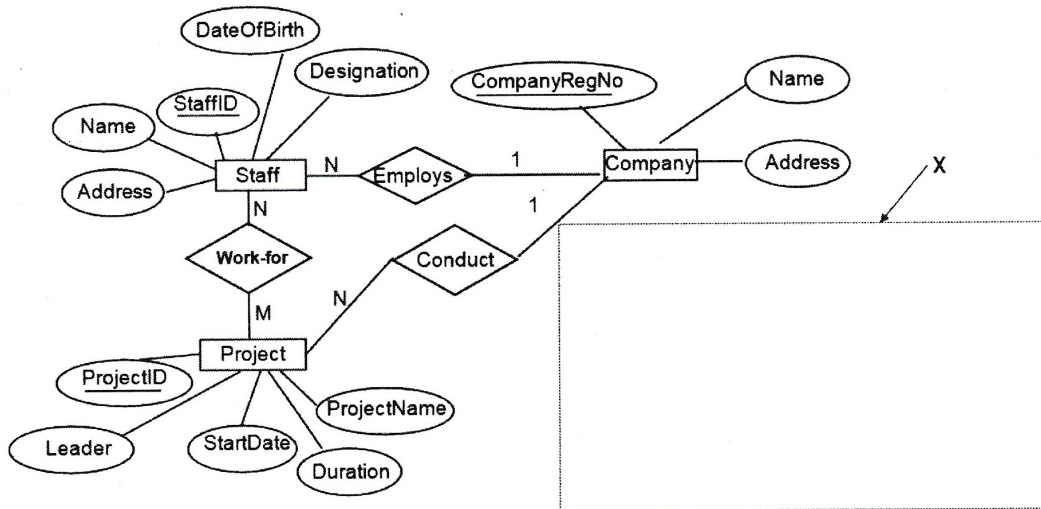 DateOfBirth
Designation
CompanyRegNo
Name
StaffID
Name
Address
Staff
N
Employs
1
Company
Address
X
1
N
Work-for
Conduct
M
N
Project
ProjectID
ProjectName
Leader
StartDate
Duration